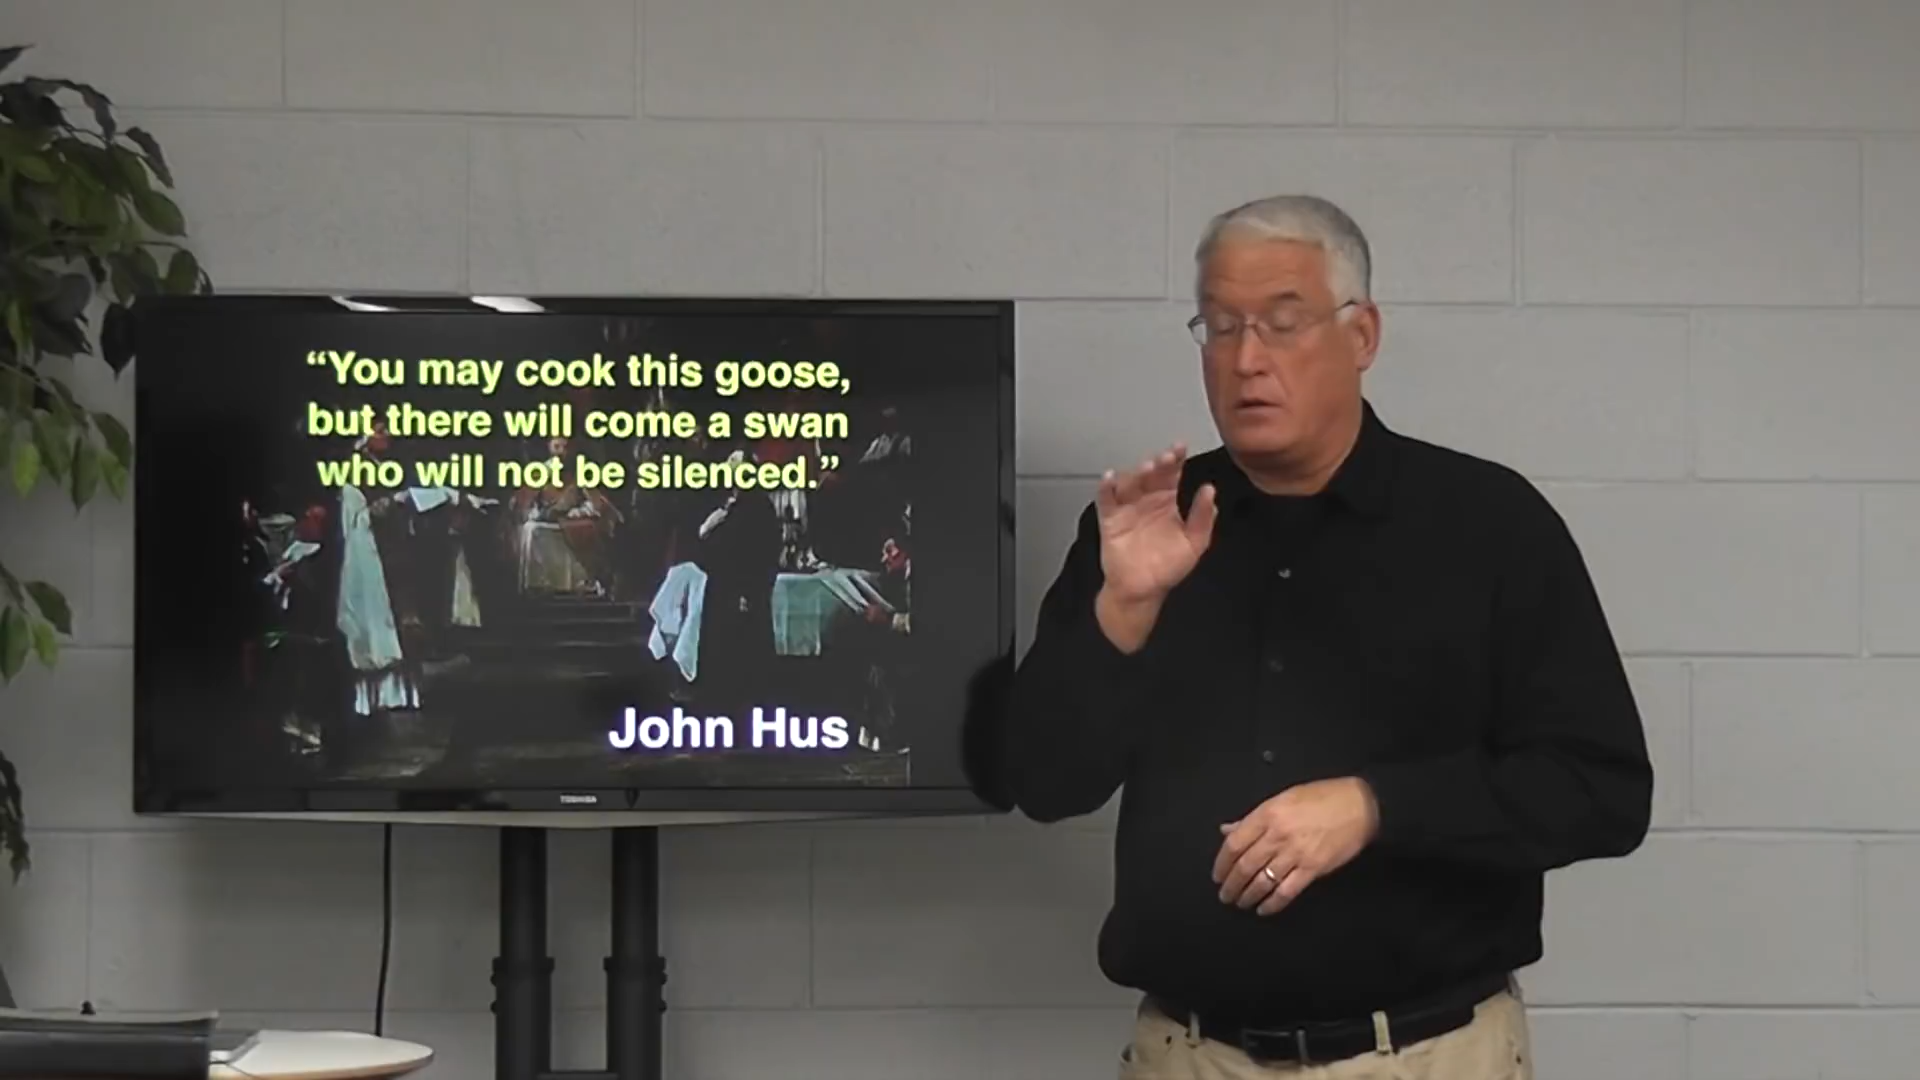 “You may cook this goose,
but there will come a swan
who will not be silenced.”
John Hus
TOSHIBA